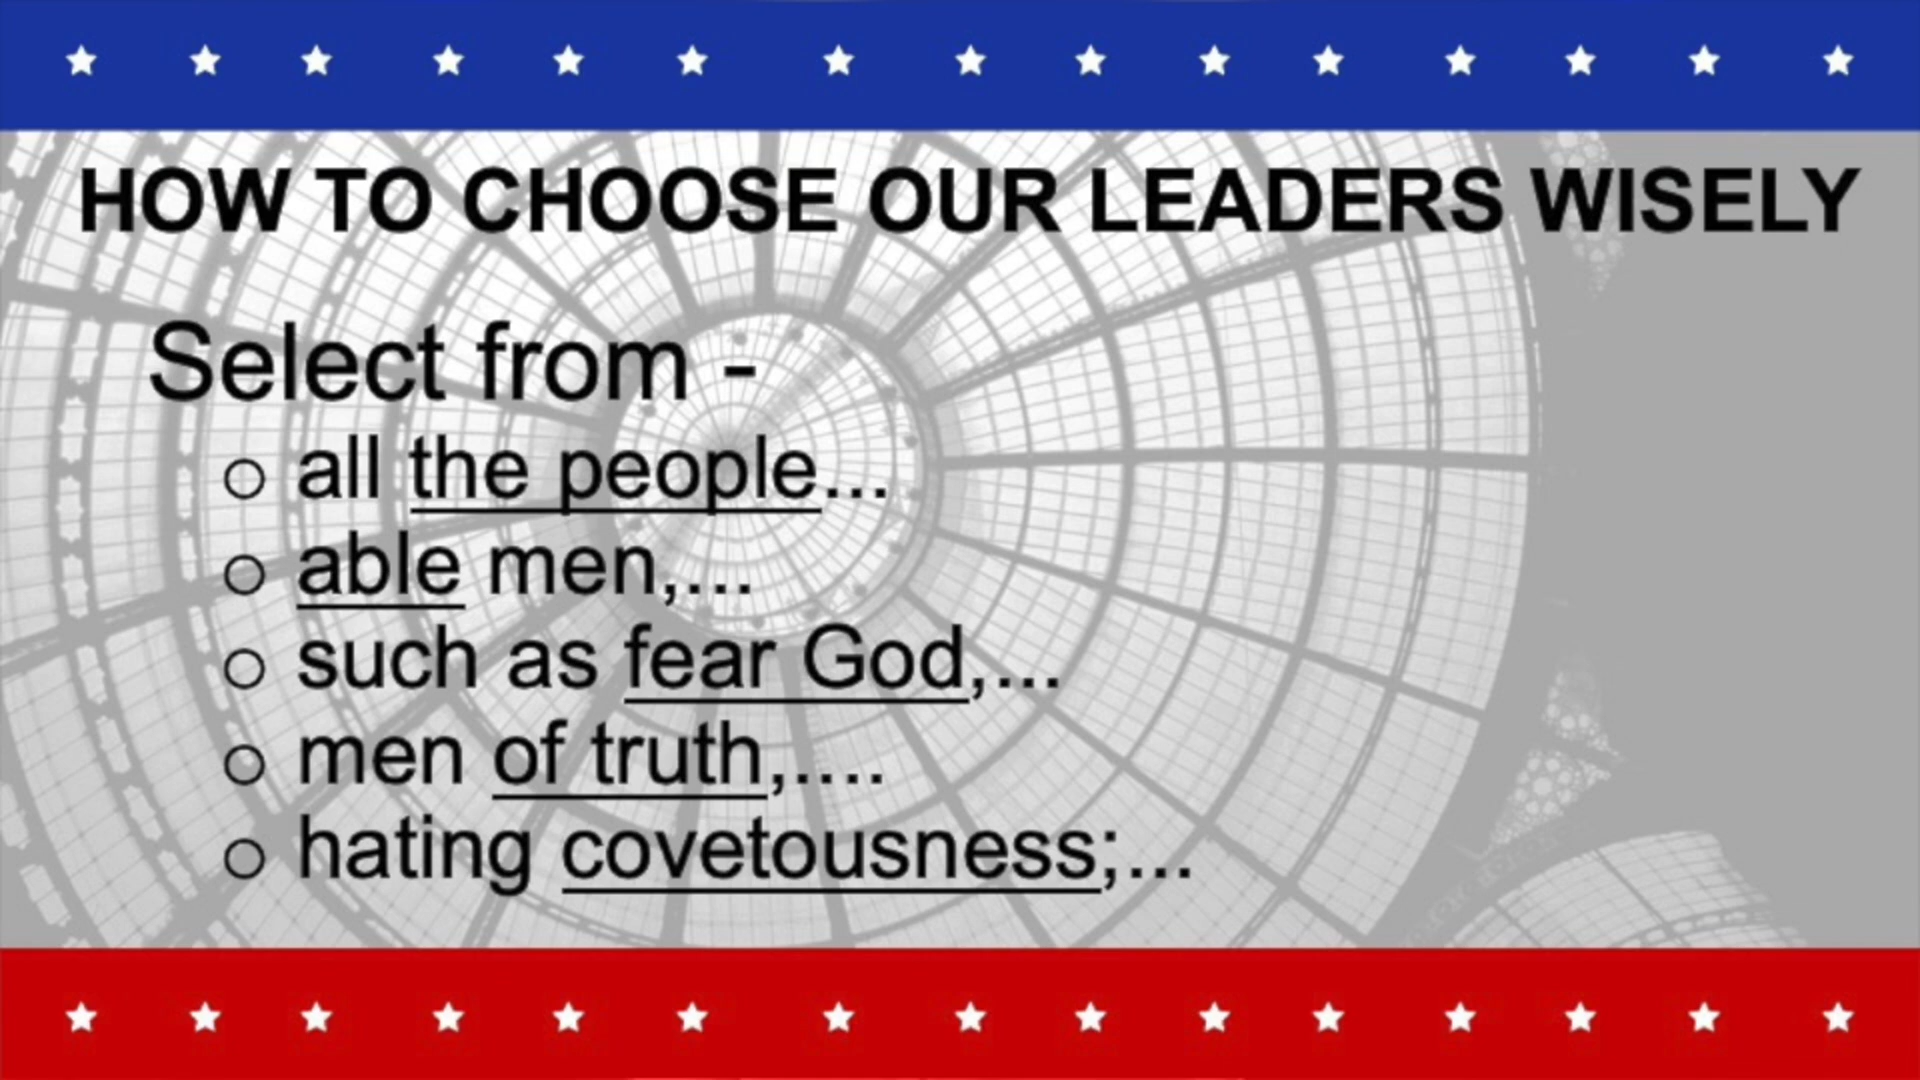 HOW TO CHOOSE OUR LEADERS WISELY
Select from -
○ all the people...
○ able men,...
○ such as fear God,...
○ men of truth,....
○ hating covetousness;...